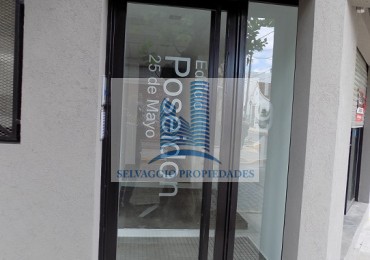 Edificio
Poseidon
25 de Mayo
SELVAGGIO PROPIEDADES